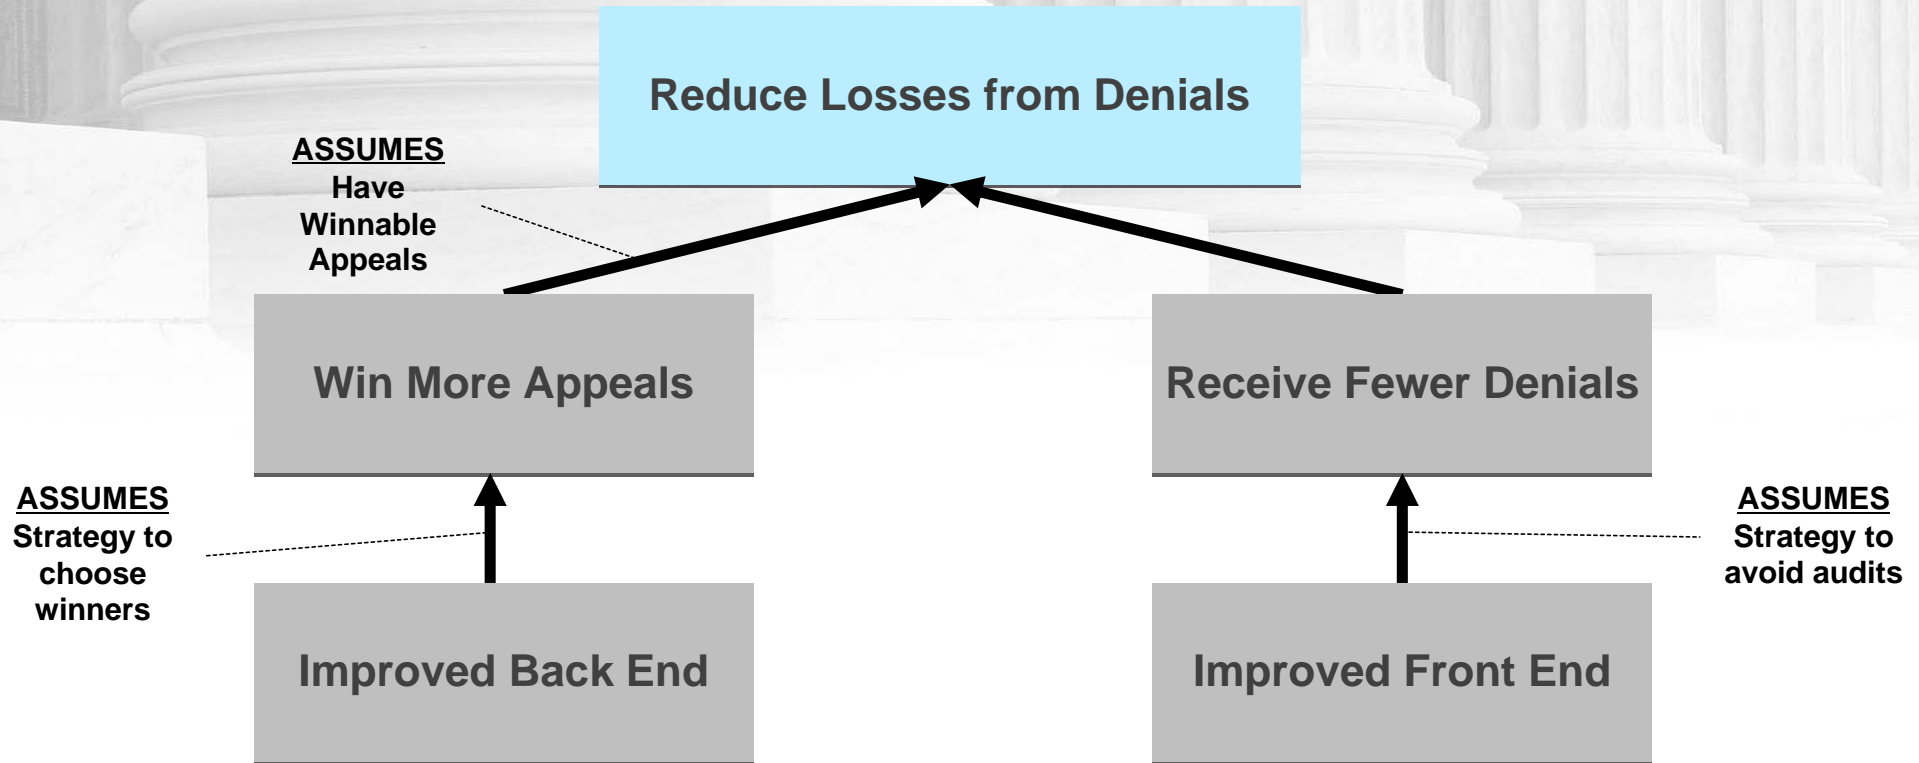 Reduce Losses from Denials
ASSUMES
Have
Winnable
Appeals
Win More Appeals
Receive Fewer Denials
ASSUMES
Strategy to
choose
winners
ASSUMES
Strategy to
avoid audits
Improved Back End
Improved Front End